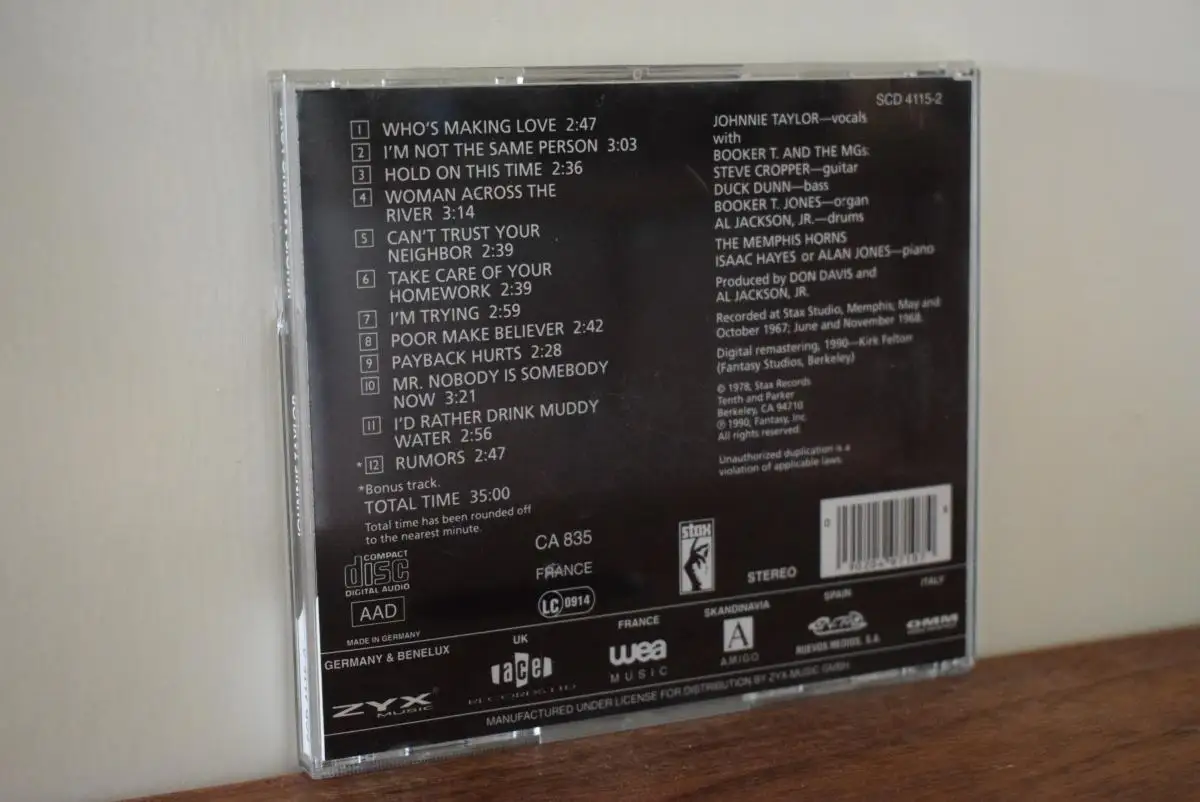 SCD 4115-2
1 WHO'S MAKING LOVE 2:47
2 I'M NOT THE SAME PERSON 3:03
3 HOLD ON THIS TIME 2:36
4 WOMAN ACROSS THE
RIVER 3:14
5 CAN'T TRUST YOUR
NEIGHBOR 2:39
6 TAKE CARE OF YOUR
HOMEWORK 2:39
7 I'M TRYING 2:59
8 POOR MAKE BELIEVER 2:42
9 PAYBACK HURTS 2:28
10 MR. NOBODY IS SOMEBODY
NOW 3:21
11 I'D RATHER DRINK MUDDY
WATER 2:56
*12 RUMORS 2:47
*Bonus track.
TOTAL TIME 35:00
Total time has been rounded off
to the nearest minute.
JOHNNIE TAYLOR—vocals
with
BOOKER T. AND THE MGs:
STEVE CROPPER—guitar
DUCK DUNN—bass
BOOKER T. JONES—organ
AL JACKSON, JR.—drums
THE MEMPHIS HORNS
ISAAC HAYES or ALAN JONES—piano
Produced by DON DAVIS and
AL JACKSON, JR.
Recorded at Stax Studio, Memphis, May and
October 1967; June and November 1968.
Digital remastering, 1990—Kirk Felton
(Fantasy Studios, Berkeley)
© 1978, Stax Records
Tenth and Parker
Berkeley, CA 94710
℗ 1990, Fantasy, Inc.
All rights reserved.
Unauthorized duplication is a
violation of applicable laws.
COMPACT
disc
DIGITAL AUDIO
AAD
MADE IN GERMANY
CA 835
FRANCE
LC 0914
stax
STEREO
GERMANY & BENELUX
ZYX
MUSIC
UK
ace
RECORDS LTD
FRANCE
wea
MUSIC
SKANDINAVIA
A
AMIGO
SPAIN
NUEVOS MEDIOS, S.A.
ITALY
MANUFACTURED UNDER LICENSE FOR DISTRIBUTION BY ZYX-MUSIC GMBH
WHO'S MAKING LOVE
JOHNNIE TAYLOR